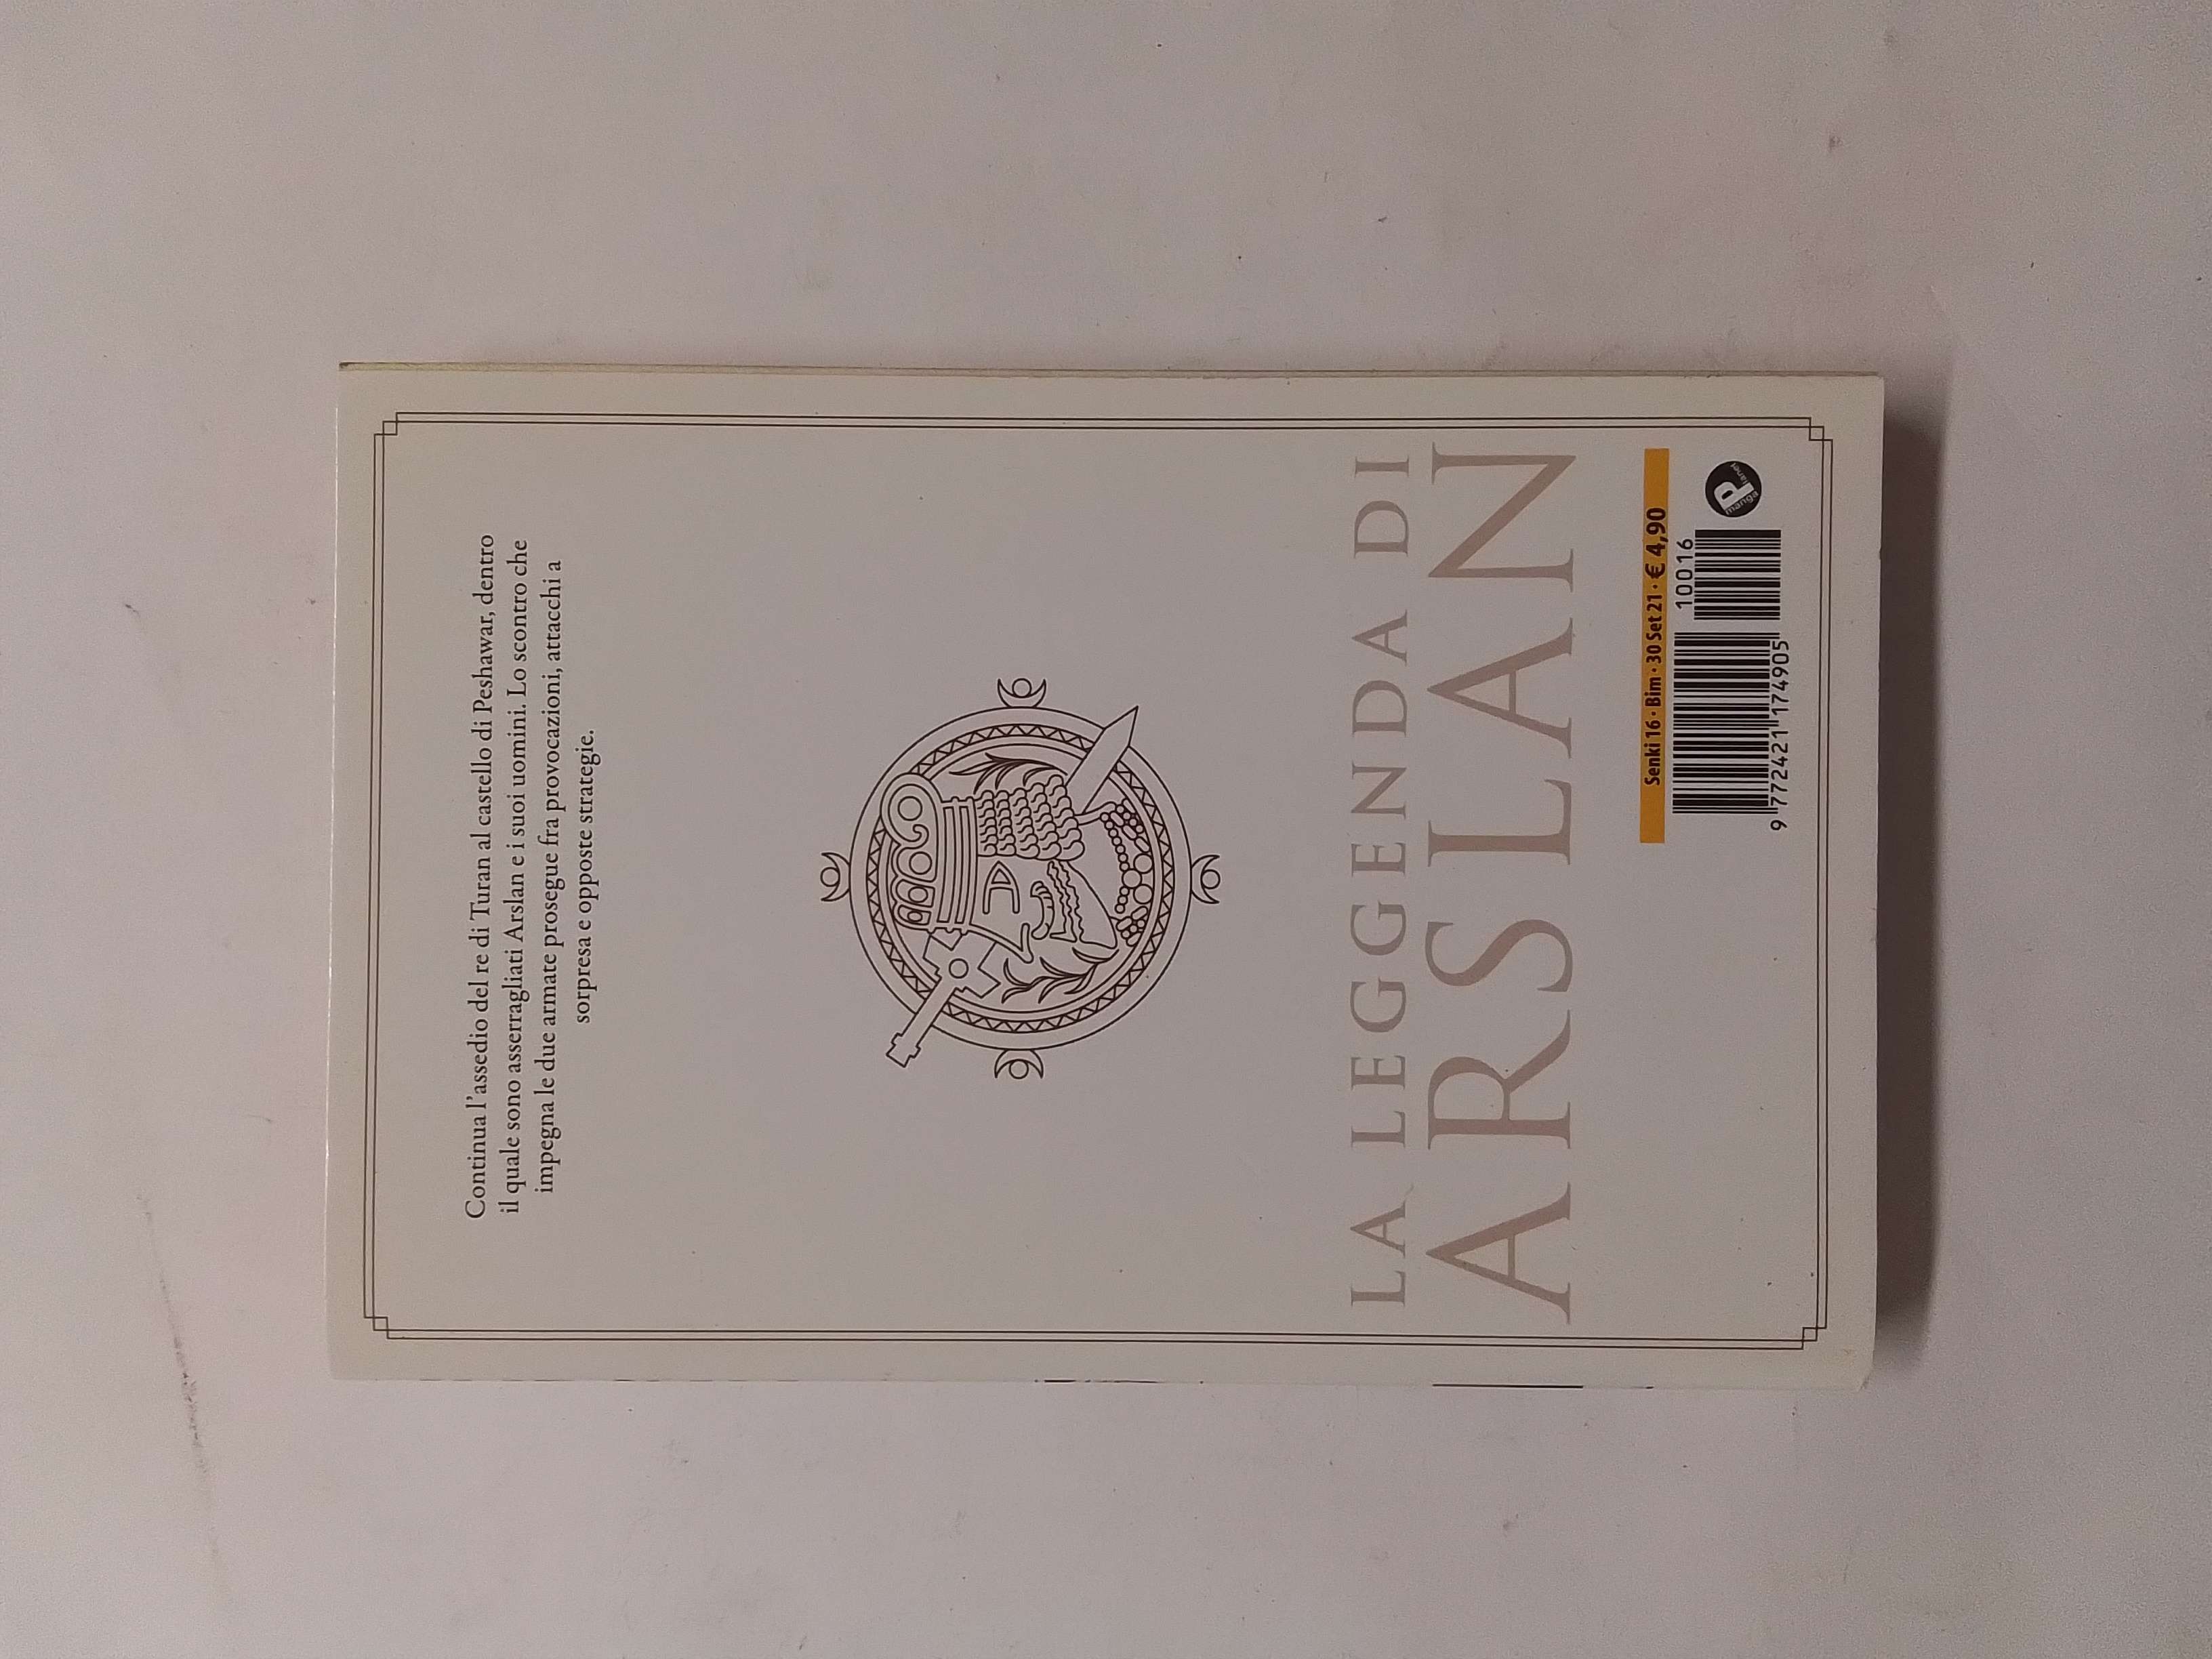 Continua l'assedio del re di Turan al castello di Peshawar, dentro
il quale sono asserragliati Arslan e i suoi uomini. Lo scontro che
impegna le due armate prosegue fra provocazioni, attacchi a
sorpresa e opposte strategie.
LA LEGGENDA DI
ARSLAN
Senki 16 · Bim · 30 Set 21 · € 4,90
10016
9 772421 174905
manga
Planet